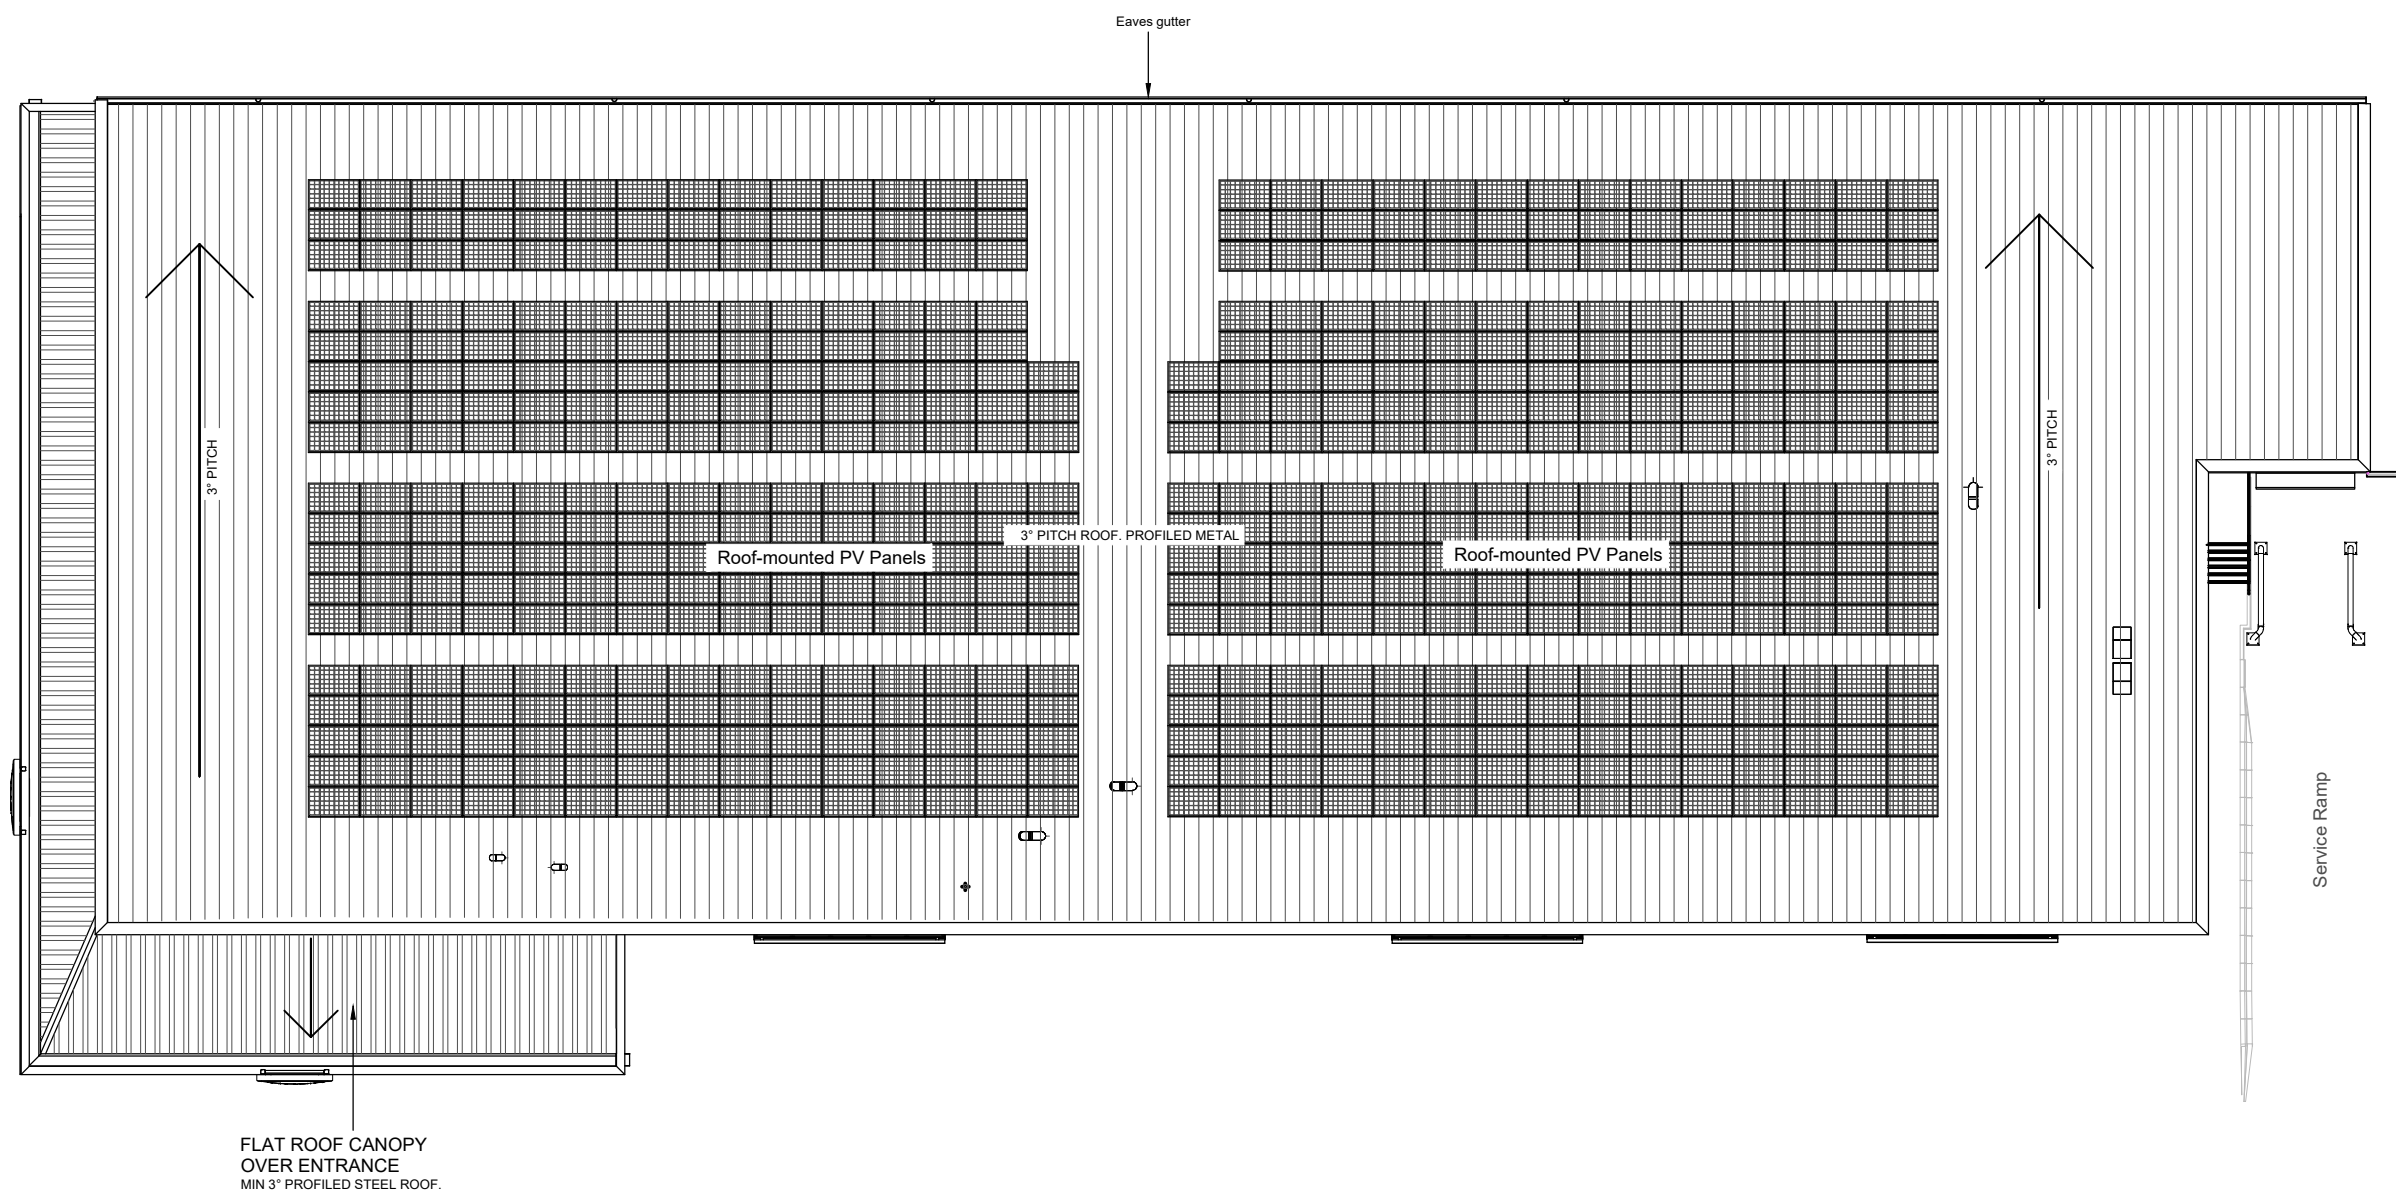 Eaves gutter
3° PITCH
3° PITCH
3° PITCH ROOF. PROFILED METAL
Roof-mounted PV Panels
Roof-mounted PV Panels
Service Ramp
FLAT ROOF CANOPY
OVER ENTRANCE
MIN 3° PROFILED STEEL ROOF.